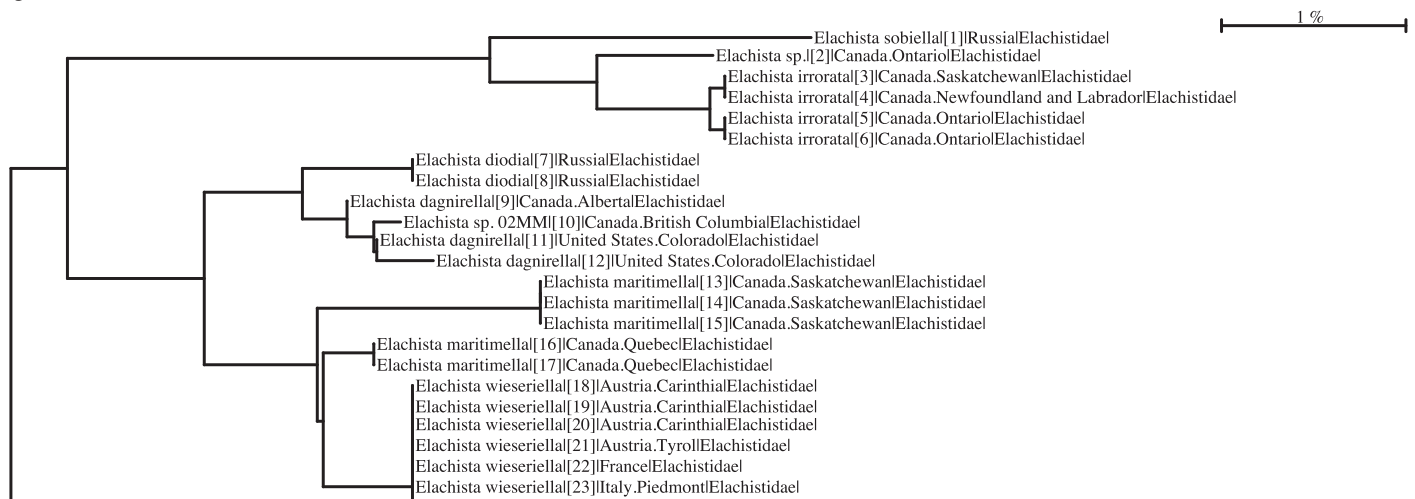 1 %
Elachista sobiella|[1]|Russia|Elachistidae|
Elachista sp.|[2]|Canada.Ontario|Elachistidae|
Elachista irrorata|[3]|Canada.Saskatchewan|Elachistidae|
Elachista irrorata|[4]|Canada.Newfoundland and Labrador|Elachistidae|
Elachista irrorata|[5]|Canada.Ontario|Elachistidae|
Elachista irrorata|[6]|Canada.Ontario|Elachistidae|
Elachista diodia|[7]|Russia|Elachistidae|
Elachista diodia|[8]|Russia|Elachistidae|
Elachista dagnirella|[9]|Canada.Alberta|Elachistidae|
Elachista sp. 02MM|[10]|Canada.British Columbia|Elachistidae|
Elachista dagnirella|[11]|United States.Colorado|Elachistidae|
Elachista dagnirella|[12]|United States.Colorado|Elachistidae|
Elachista maritimella|[13]|Canada.Saskatchewan|Elachistidae|
Elachista maritimella|[14]|Canada.Saskatchewan|Elachistidae|
Elachista maritimella|[15]|Canada.Saskatchewan|Elachistidae|
Elachista maritimella|[16]|Canada.Quebec|Elachistidae|
Elachista maritimella|[17]|Canada.Quebec|Elachistidae|
Elachista wieseriella|[18]|Austria.Carinthia|Elachistidae|
Elachista wieseriella|[19]|Austria.Carinthia|Elachistidae|
Elachista wieseriella|[20]|Austria.Carinthia|Elachistidae|
Elachista wieseriella|[21]|Austria.Tyrol|Elachistidae|
Elachista wieseriella|[22]|France|Elachistidae|
Elachista wieseriella|[23]|Italy.Piedmont|Elachistidae|